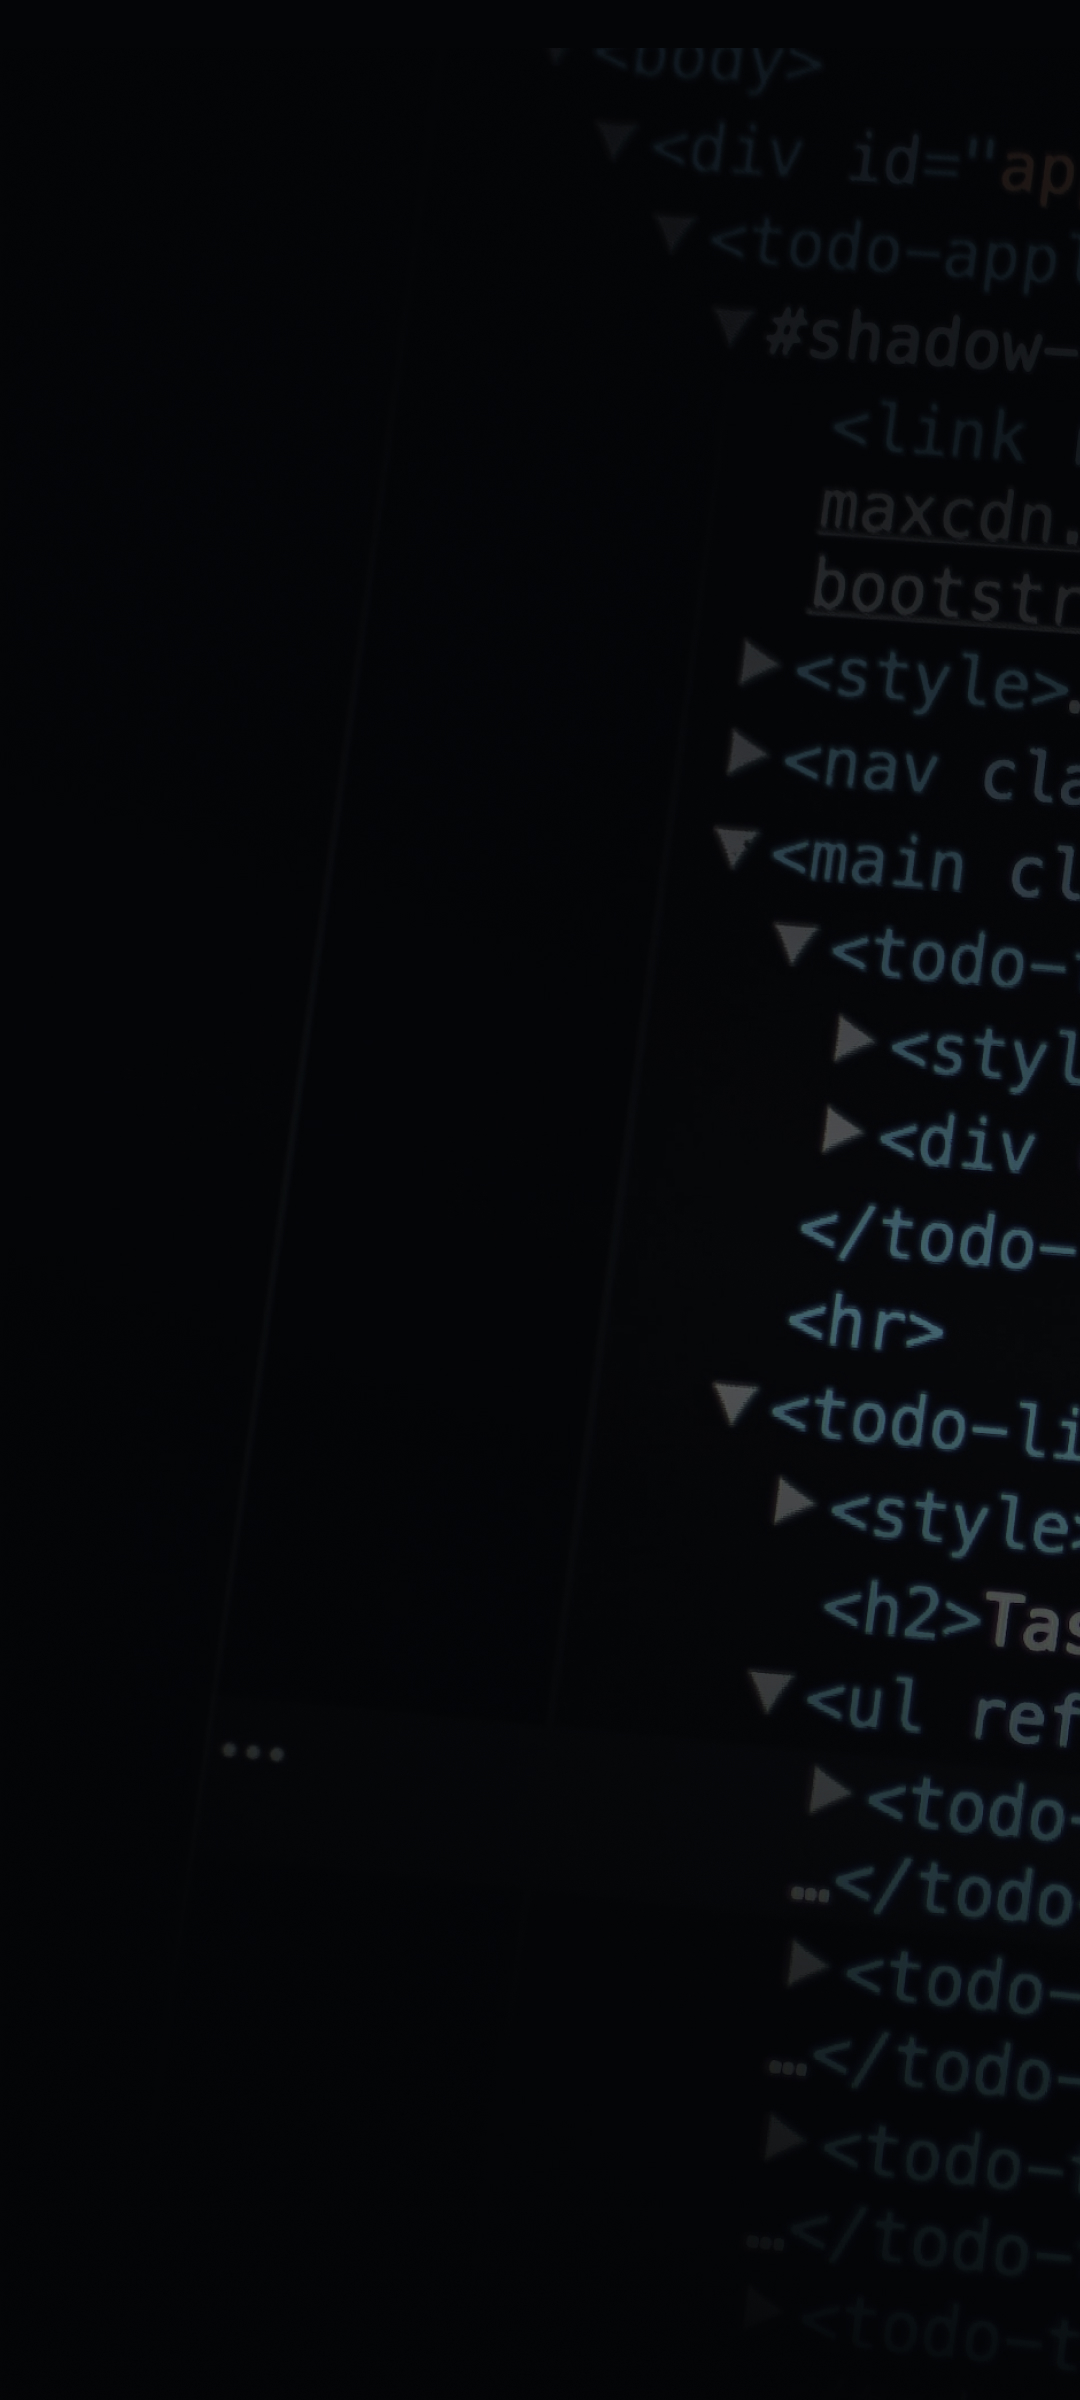 <body>
<div id="ap
<todo-appl
#shadow-
<link
maxcdn.
bootstr
<style>.
<nav cla
<main cl
<todo-
<styl
<div
</todo-
<hr>
<todo-li
<style>
<h2>Tas
<ul ref
...
<todo-
…</todo-
<todo-
…</todo-
<todo-
…</todo-
<todo-t